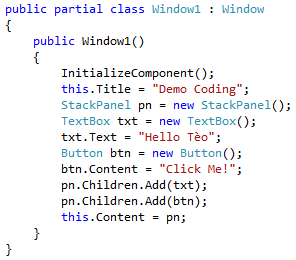 public partial class Window1 : Window
{
    public Window1()
    {
        InitializeComponent();
        this.Title = "Demo Coding";
        StackPanel pn = new StackPanel();
        TextBox txt = new TextBox();
        txt.Text = "Hello Tèo";
        Button btn = new Button();
        btn.Content = "Click Me!";
        pn.Children.Add(txt);
        pn.Children.Add(btn);
        this.Content = pn;
    }
}